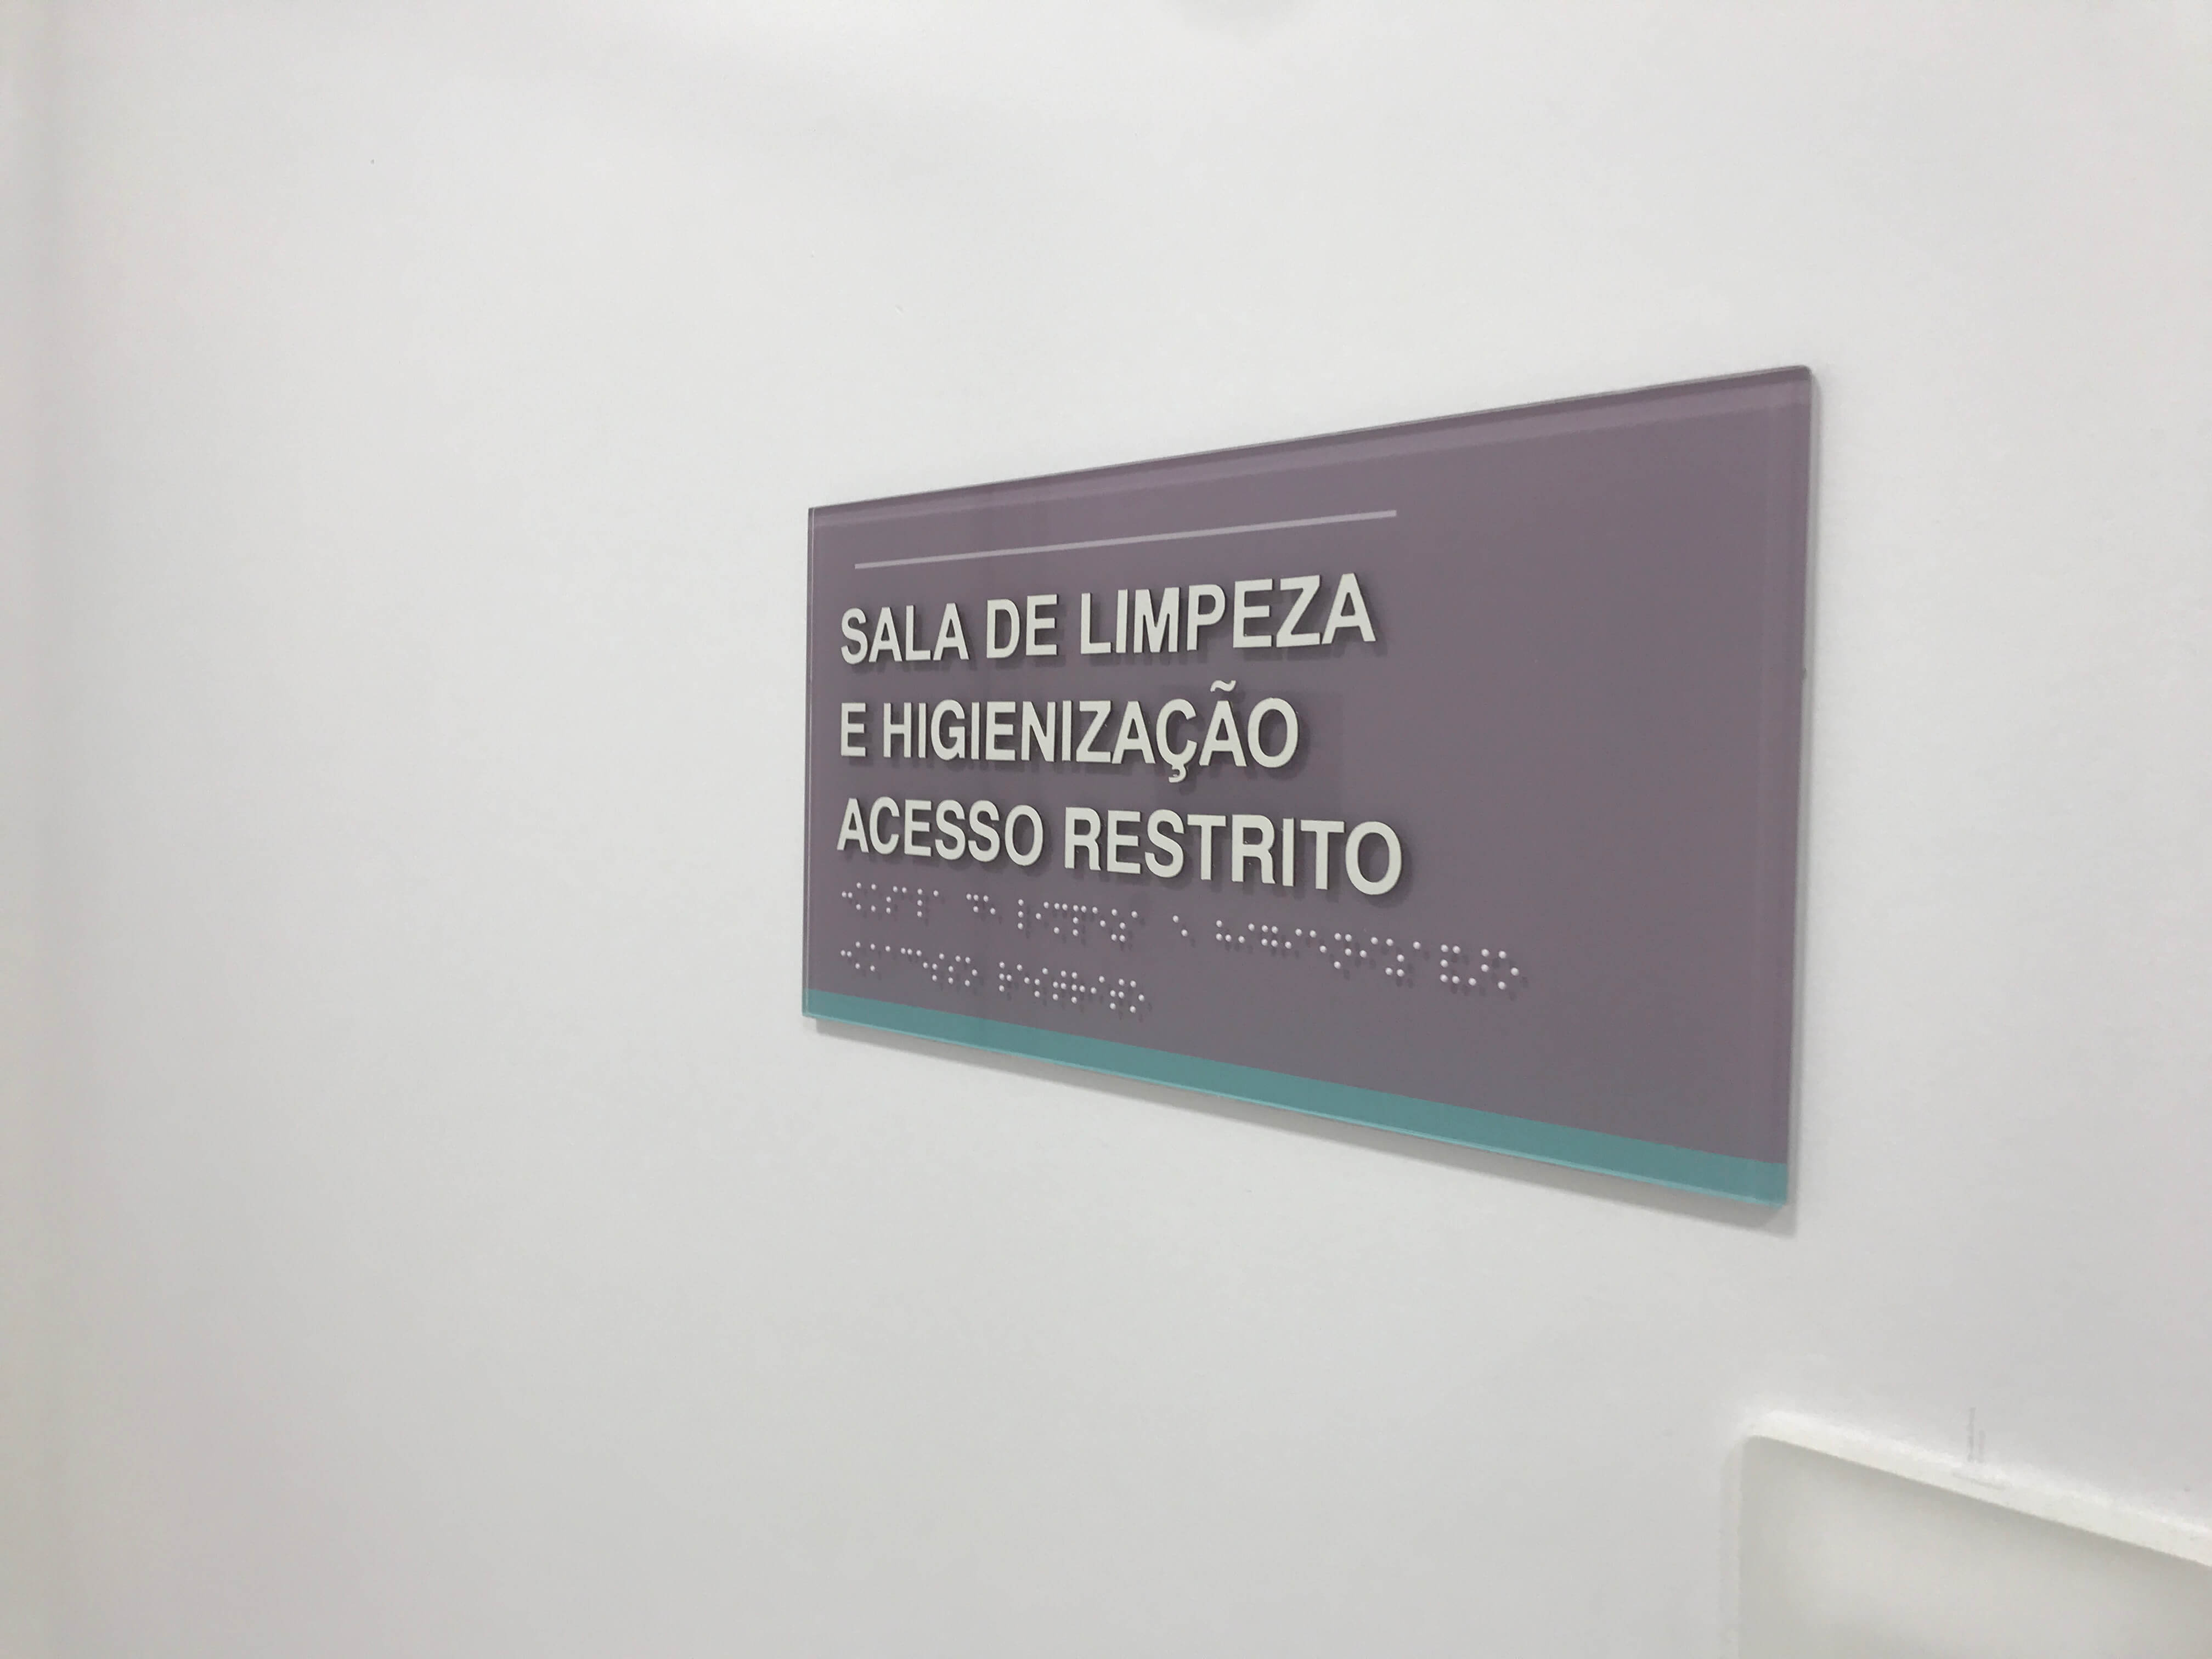 SALA DE LIMPEZA
E HIGIENIZAÇÃO
ACESSO RESTRITO